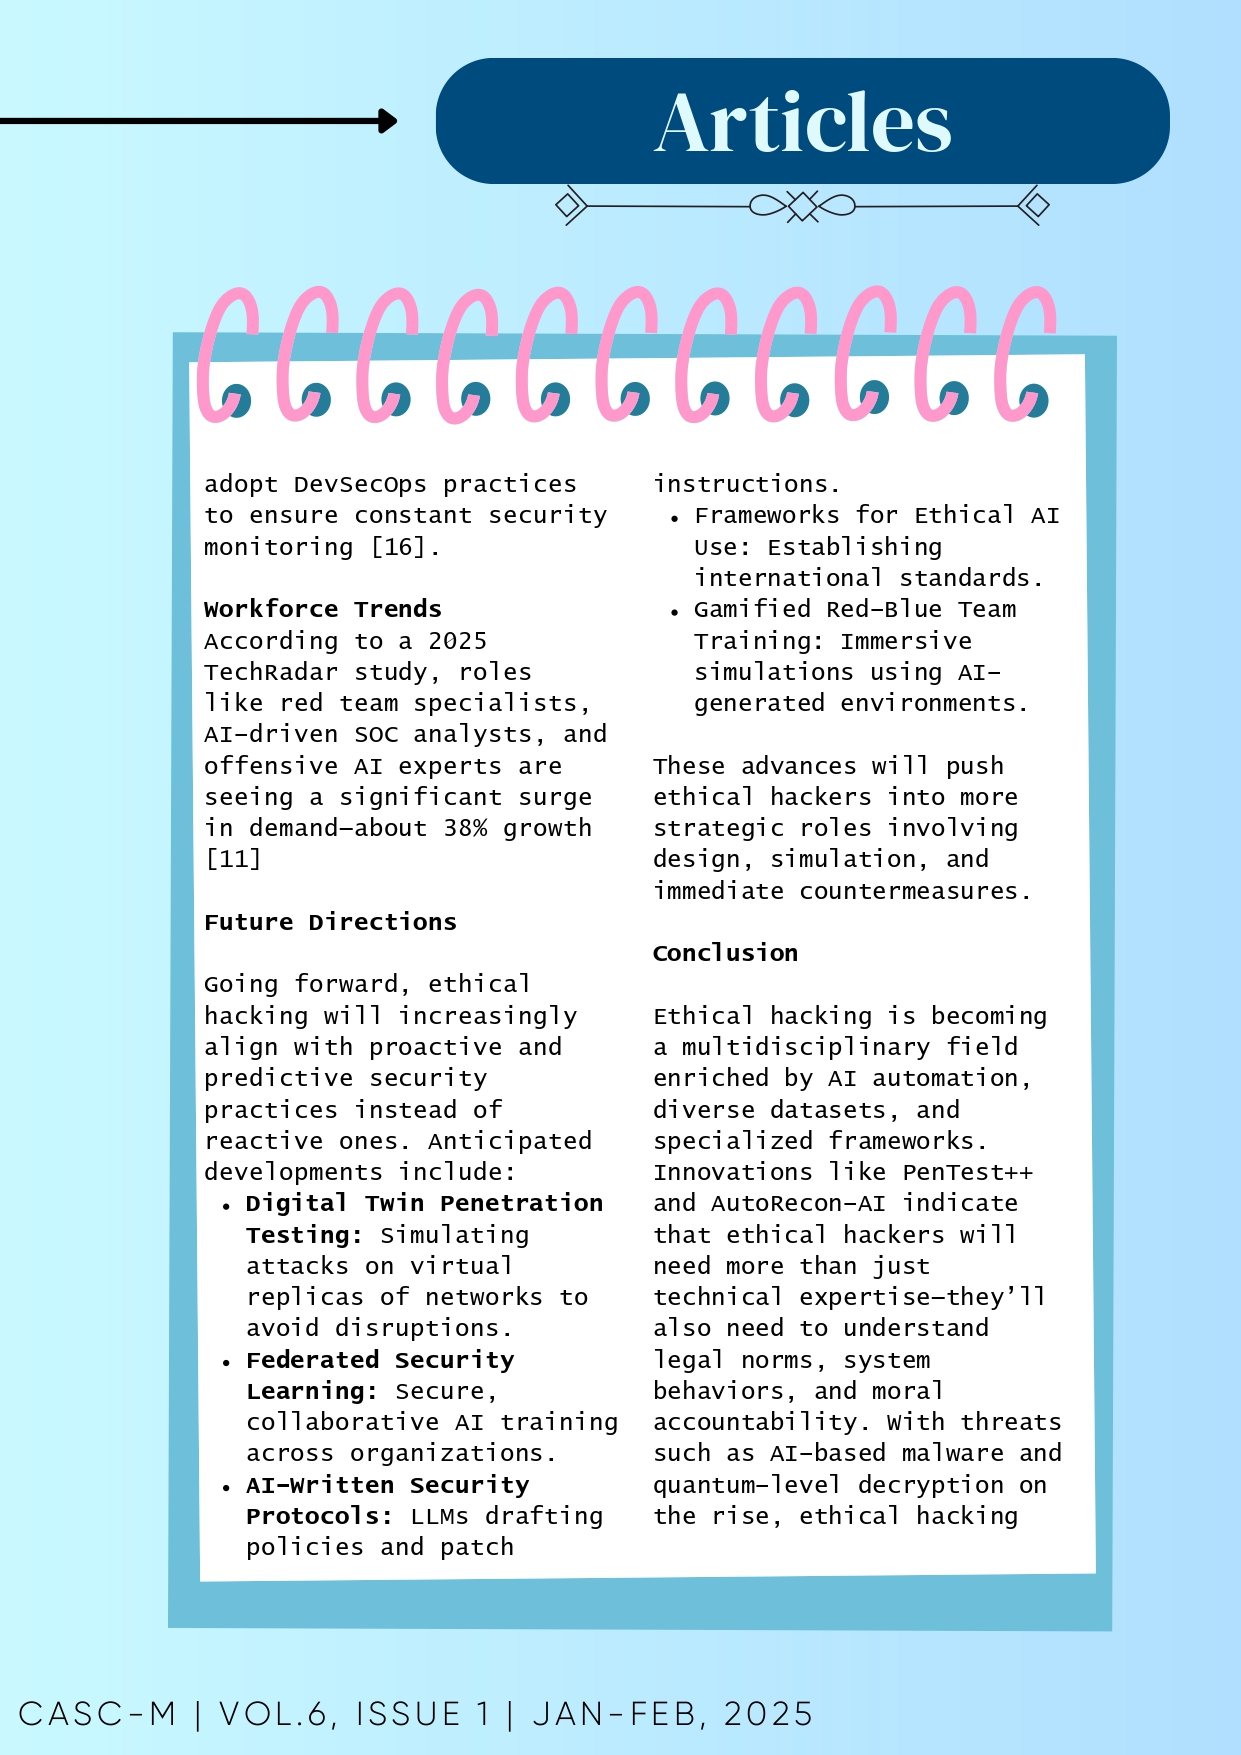 Articles
adopt DevSecOps practices
to ensure constant security
monitoring [16].
Workforce Trends
According to a 2025
TechRadar study, roles
like red team specialists,
AI–driven SOC analysts, and
offensive AI experts are
seeing a significant surge
in demand—about 38% growth
[11]
Future Directions
Going forward, ethical
hacking will increasingly
align with proactive and
predictive security
practices instead of
reactive ones. Anticipated
developments include:
• Digital Twin Penetration
Testing: Simulating
attacks on virtual
replicas of networks to
avoid disruptions.
• Federated Security
Learning: Secure,
collaborative AI training
across organizations.
• AI–Written Security
Protocols: LLMs drafting
policies and patch
instructions.
• Frameworks for Ethical AI
Use: Establishing
international standards.
• Gamified Red–Blue Team
Training: Immersive
simulations using AI–
generated environments.
These advances will push
ethical hackers into more
strategic roles involving
design, simulation, and
immediate countermeasures.
Conclusion
Ethical hacking is becoming
a multidisciplinary field
enriched by AI automation,
diverse datasets, and
specialized frameworks.
Innovations like PenTest++
and AutoRecon–AI indicate
that ethical hackers will
need more than just
technical expertise—they’ll
also need to understand
legal norms, system
behaviors, and moral
accountability. With threats
such as AI–based malware and
quantum–level decryption on
the rise, ethical hacking
CASC-M | VOL.6, ISSUE 1 | JAN-FEB, 2025